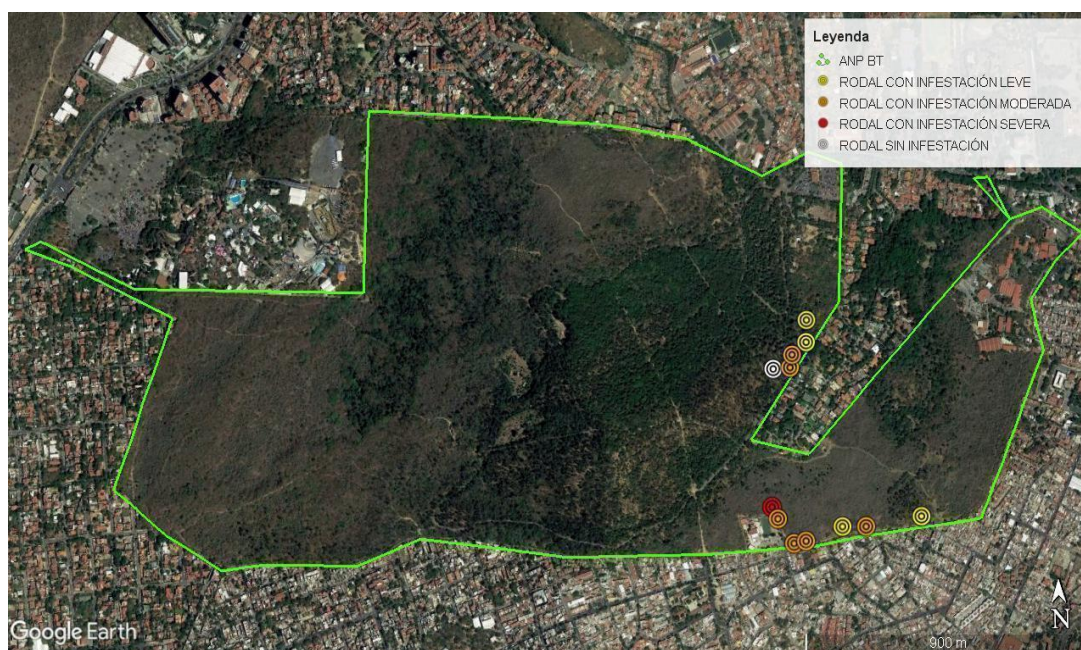 Leyenda
ANP BT
RODAL CON INFESTACIÓN LEVE
RODAL CON INFESTACIÓN MODERADA
RODAL CON INFESTACIÓN SEVERA
RODAL SIN INFESTACIÓN
N
Google Earth
900 m